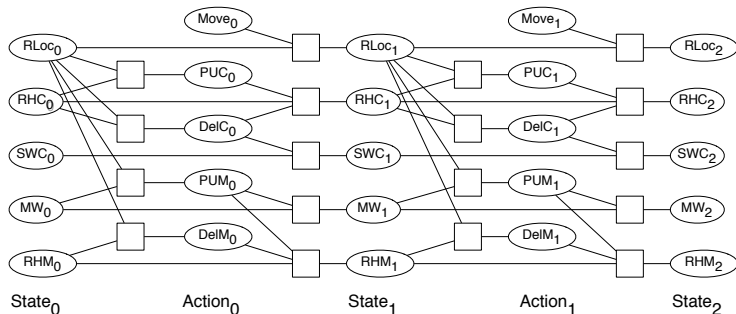 Move0 Move1
RLoc0 RLoc1 RLoc2
PUC0 PUC1
RHC0 RHC1 RHC2
DelC0 DelC1
SWC0 SWC1 SWC2
PUM0 PUM1
MW0 MW1 MW2
DelM0 DelM1
RHM0 RHM1 RHM2
State0 Action0 State1 Action1 State2